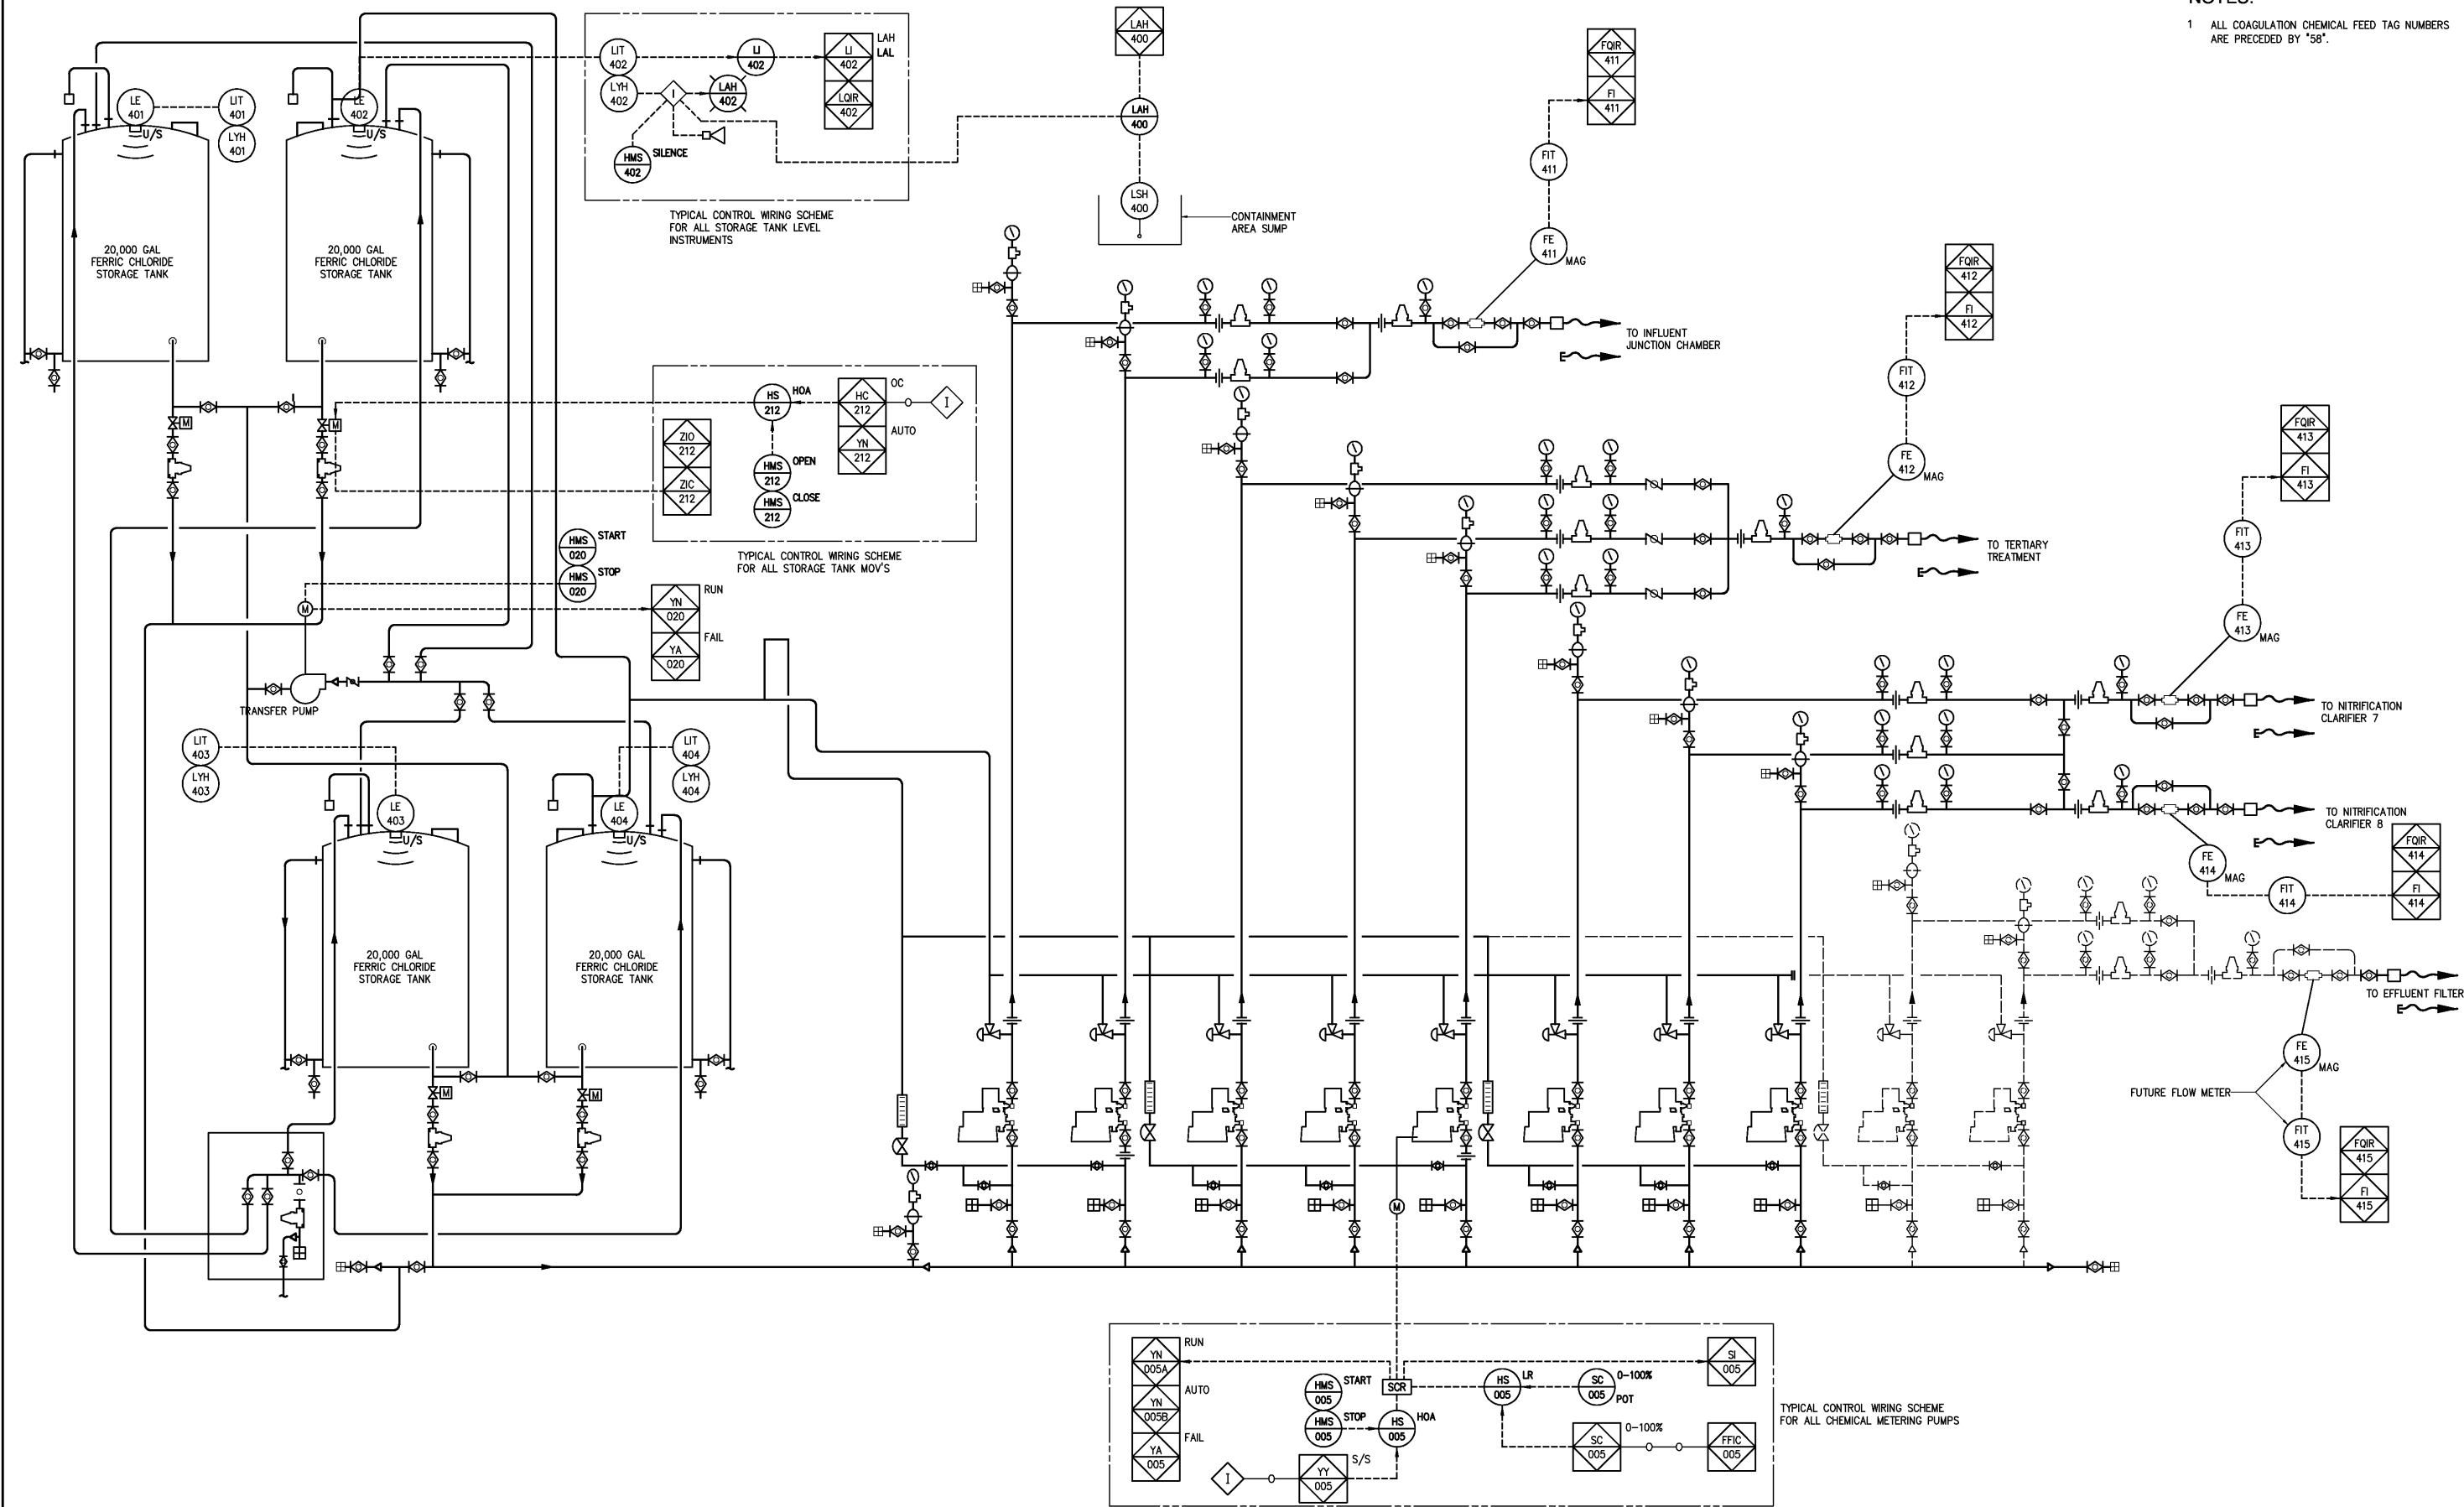 NOTES:
1 ALL COAGULATION CHEMICAL FEED TAG NUMBERS
ARE PRECEDED BY "58".
LE
401
U/S
LIT
401
LYH
401
LE
402
U/S
20,000 GAL
FERRIC CHLORIDE
STORAGE TANK
20,000 GAL
FERRIC CHLORIDE
STORAGE TANK
LIT
402
LYH
402
I
LI
402
LAH
402
HMS
402
SILENCE
LI
402
LQIR
402
LAH
LAL
TYPICAL CONTROL WIRING SCHEME
FOR ALL STORAGE TANK LEVEL
INSTRUMENTS
LAH
400
LAH
400
LSH
400
CONTAINMENT
AREA SUMP
FQIR
411
FI
411
FIT
411
FE
411
MAG
TO INFLUENT
JUNCTION CHAMBER
FQIR
412
FI
412
FIT
412
FE
412
MAG
TO TERTIARY
TREATMENT
FQIR
413
FI
413
FIT
413
FE
413
MAG
TO NITRIFICATION
CLARIFIER 7
TO NITRIFICATION
CLARIFIER 8
FE
414
MAG
FIT
414
FQIR
414
FI
414
M
M
ZIO
212
ZIC
212
HS
212
HOA
HMS
212
OPEN
HMS
212
CLOSE
HC
212
YN
212
OC
AUTO
I
TYPICAL CONTROL WIRING SCHEME
FOR ALL STORAGE TANK MOV'S
HMS
020
START
HMS
020
STOP
M
YN
020
YA
020
RUN
FAIL
TRANSFER PUMP
LIT
403
LYH
403
LE
403
U/S
LIT
404
LYH
404
LE
404
U/S
20,000 GAL
FERRIC CHLORIDE
STORAGE TANK
20,000 GAL
FERRIC CHLORIDE
STORAGE TANK
M
M
TO EFFLUENT FILTER
FE
415
MAG
FUTURE FLOW METER
FIT
415
FQIR
415
FI
415
M
YN
005A
YN
005B
YA
005
RUN
AUTO
FAIL
HMS
005
START
HMS
005
STOP
SCR
HS
005
HOA
HS
005
LR
SC
005
0-100%
POT
SI
005
SC
005
0-100%
FFIC
005
I
YY
005
S/S
TYPICAL CONTROL WIRING SCHEME
FOR ALL CHEMICAL METERING PUMPS